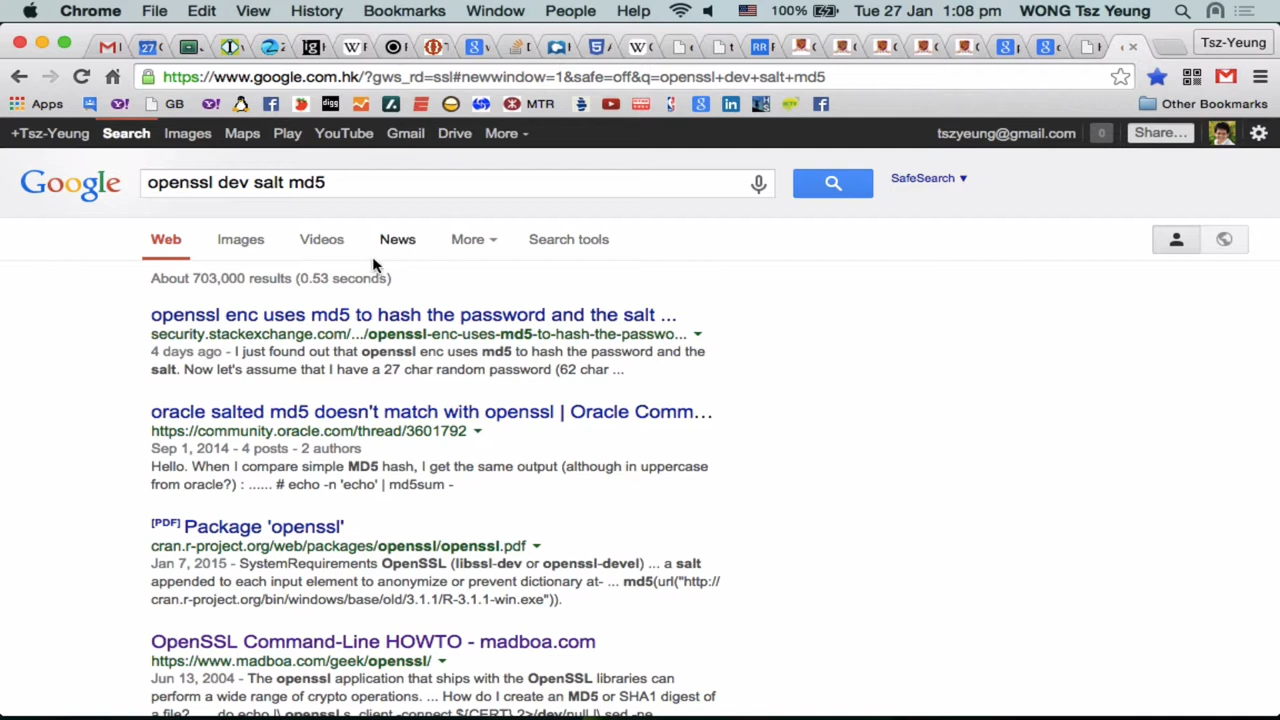 Chrome File Edit View History Bookmarks Window People Help 100% Tue 27 Jan 1:08 pm WONG Tsz Yeung
Tsz-Yeung
https://www.google.com.hk/?gws_rd=ssl#newwindow=1&safe=off&q=openssl+dev+salt+md5
Apps GB MTR Other Bookmarks
+Tsz-Yeung Search Images Maps Play YouTube Gmail Drive More tszyeung@gmail.com 0 Share…
Google openssl dev salt md5 SafeSearch
Web Images Videos News More Search tools
About 703,000 results (0.53 seconds)
openssl enc uses md5 to hash the password and the salt ...
security.stackexchange.com/.../openssl-enc-uses-md5-to-hash-the-passwo...
4 days ago - I just found out that openssl enc uses md5 to hash the password and the
salt. Now let's assume that I have a 27 char random password (62 char ...
oracle salted md5 doesn't match with openssl | Oracle Comm...
https://community.oracle.com/thread/3601792
Sep 1, 2014 - 4 posts - 2 authors
Hello. When I compare simple MD5 hash, I get the same output (although in uppercase
from oracle?) : ...... # echo -n 'echo' | md5sum -
[PDF] Package 'openssl'
cran.r-project.org/web/packages/openssl/openssl.pdf
Jan 7, 2015 - SystemRequirements OpenSSL (libssl-dev or openssl-devel) ... a salt
appended to each input element to anonymize or prevent dictionary at- ... md5(url("http://
cran.r-project.org/bin/windows/base/old/3.1.1/R-3.1.1-win.exe")).
OpenSSL Command-Line HOWTO - madboa.com
https://www.madboa.com/geek/openssl/
Jun 13, 2004 - The openssl application that ships with the OpenSSL libraries can
perform a wide range of crypto operations. ... How do I create an MD5 or SHA1 digest of
a file? ... do echo |\ openssl s_client -connect ${CERT} 2>/dev/null |\ sed -ne